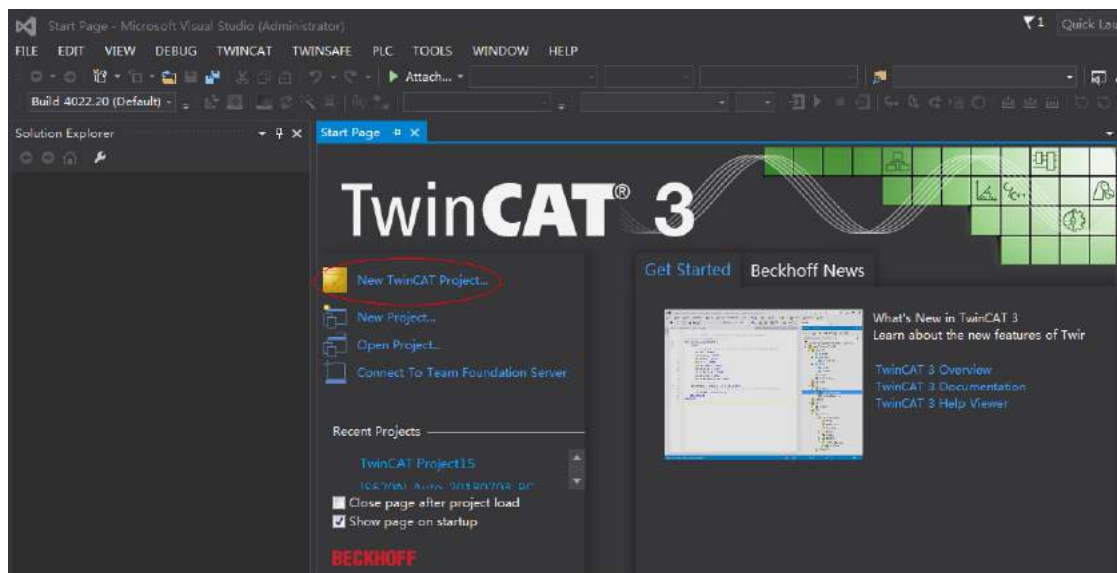 Start Page - Microsoft Visual Studio (Administrator)
1
Quick Lau
FILE EDIT VIEW DEBUG TWINCAT TWINSAFE PLC TOOLS WINDOW HELP
Attach...
Build 4022.20 (Default)
Solution Explorer
Start Page
TwinCAT® 3
C/C++
New TwinCAT Project...
New Project...
Open Project...
Connect To Team Foundation Server
Recent Projects
TwinCAT Project15
Close page after project load
Show page on startup
BECKHOFF
Get Started Beckhoff News
What's New in TwinCAT 3
Learn about the new features of Twir
TwinCAT 3 Overview
TwinCAT 3 Documentation
TwinCAT 3 Help Viewer